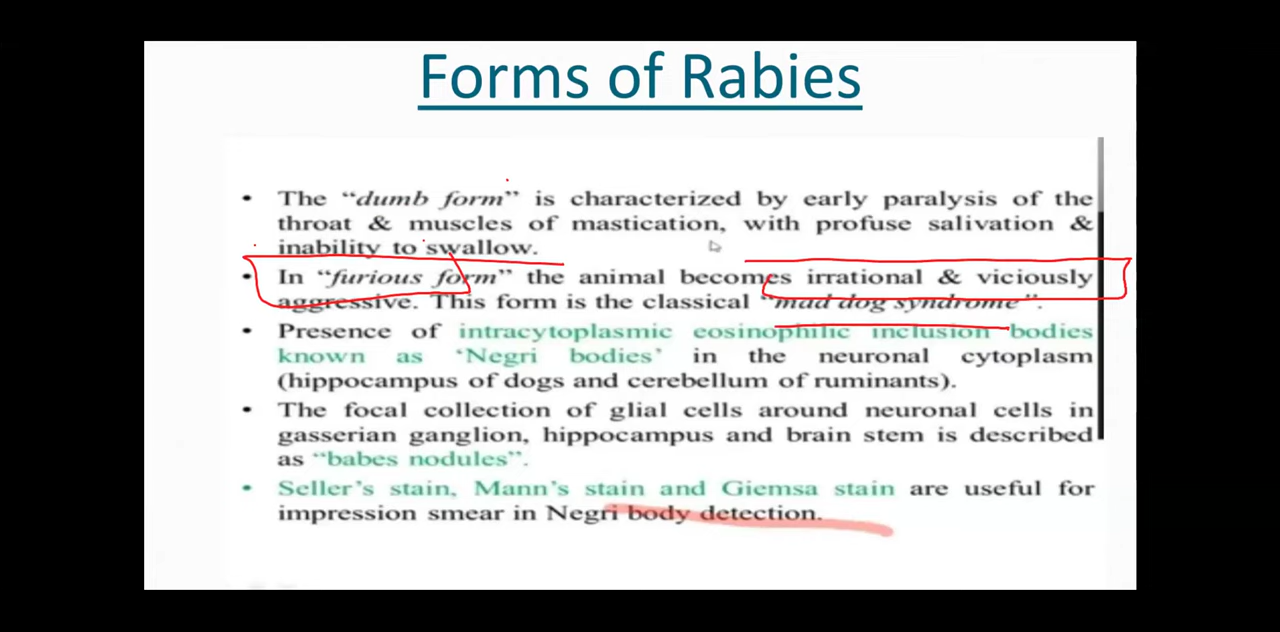 Forms of Rabies
• The “dumb form” is characterized by early paralysis of the
throat & muscles of mastication, with profuse salivation &
inability to swallow.
• In “furious form” the animal becomes irrational & viciously
aggressive. This form is the classical “mad dog syndrome”.
• Presence of intracytoplasmic eosinophilic inclusion bodies
known as ‘Negri bodies’ in the neuronal cytoplasm
(hippocampus of dogs and cerebellum of ruminants).
• The focal collection of glial cells around neuronal cells in
gasserian ganglion, hippocampus and brain stem is described
as “babes nodules”.
• Seller’s stain, Mann’s stain and Giemsa stain are useful for
impression smear in Negri body detection.